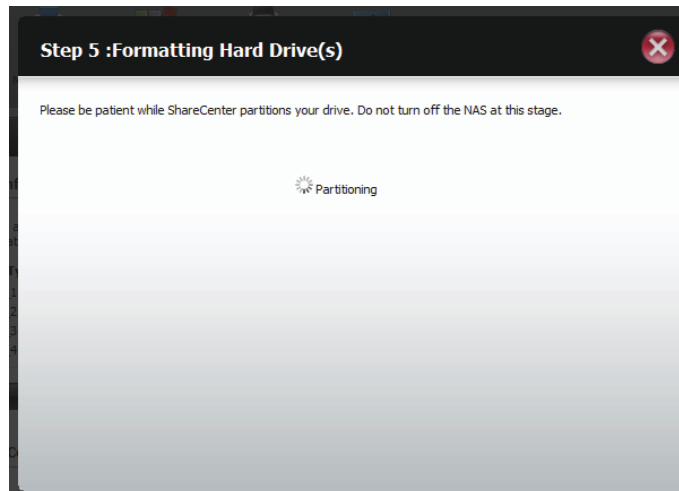 Step 5 :Formatting Hard Drive(s)
Please be patient while ShareCenter partitions your drive. Do not turn off the NAS at this stage.
Partitioning